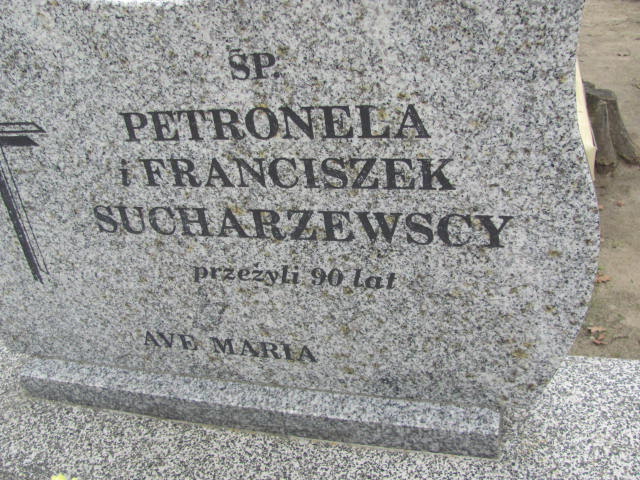 ŚP.
PETRONELA
i FRANCISZEK
SUCHARZEWSCY
przeżyli 90 lat
AVE MARIA